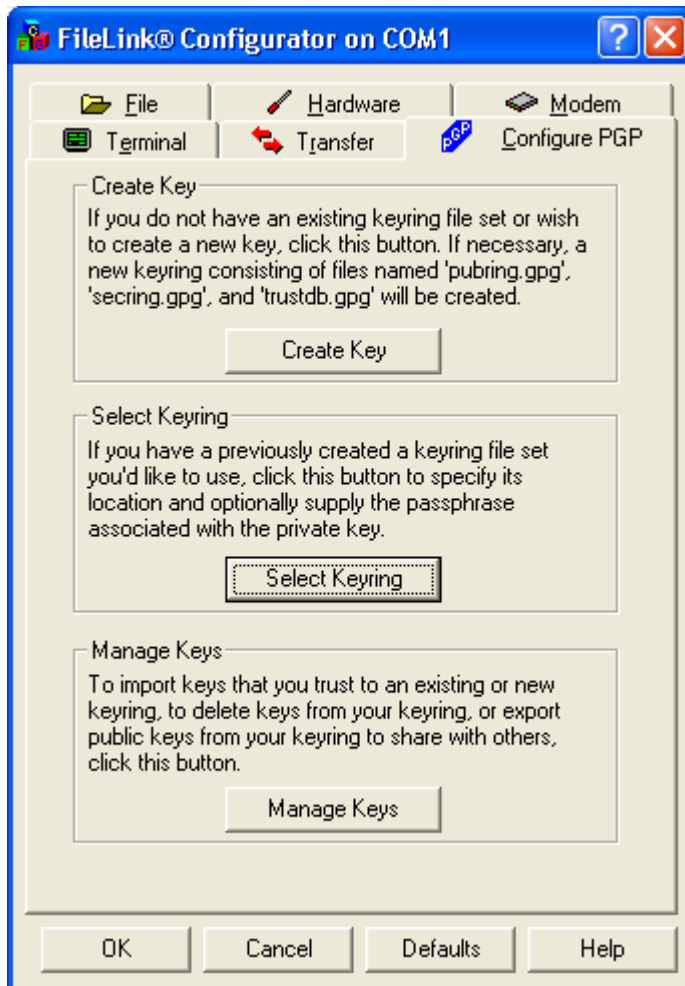 FileLink® Configurator on COM1
File
Hardware
Modem
Terminal
Transfer
PGP
Configure PGP
Create Key
If you do not have an existing keyring file set or wish
to create a new key, click this button. If necessary, a
new keyring consisting of files named 'pubring.gpg',
'secring.gpg', and 'trustdb.gpg' will be created.
Create Key
Select Keyring
If you have a previously created a keyring file set
you'd like to use, click this button to specify its
location and optionally supply the passphrase
associated with the private key.
Select Keyring
Manage Keys
To import keys that you trust to an existing or new
keyring, to delete keys from your keyring, or export
public keys from your keyring to share with others,
click this button.
Manage Keys
OK
Cancel
Defaults
Help